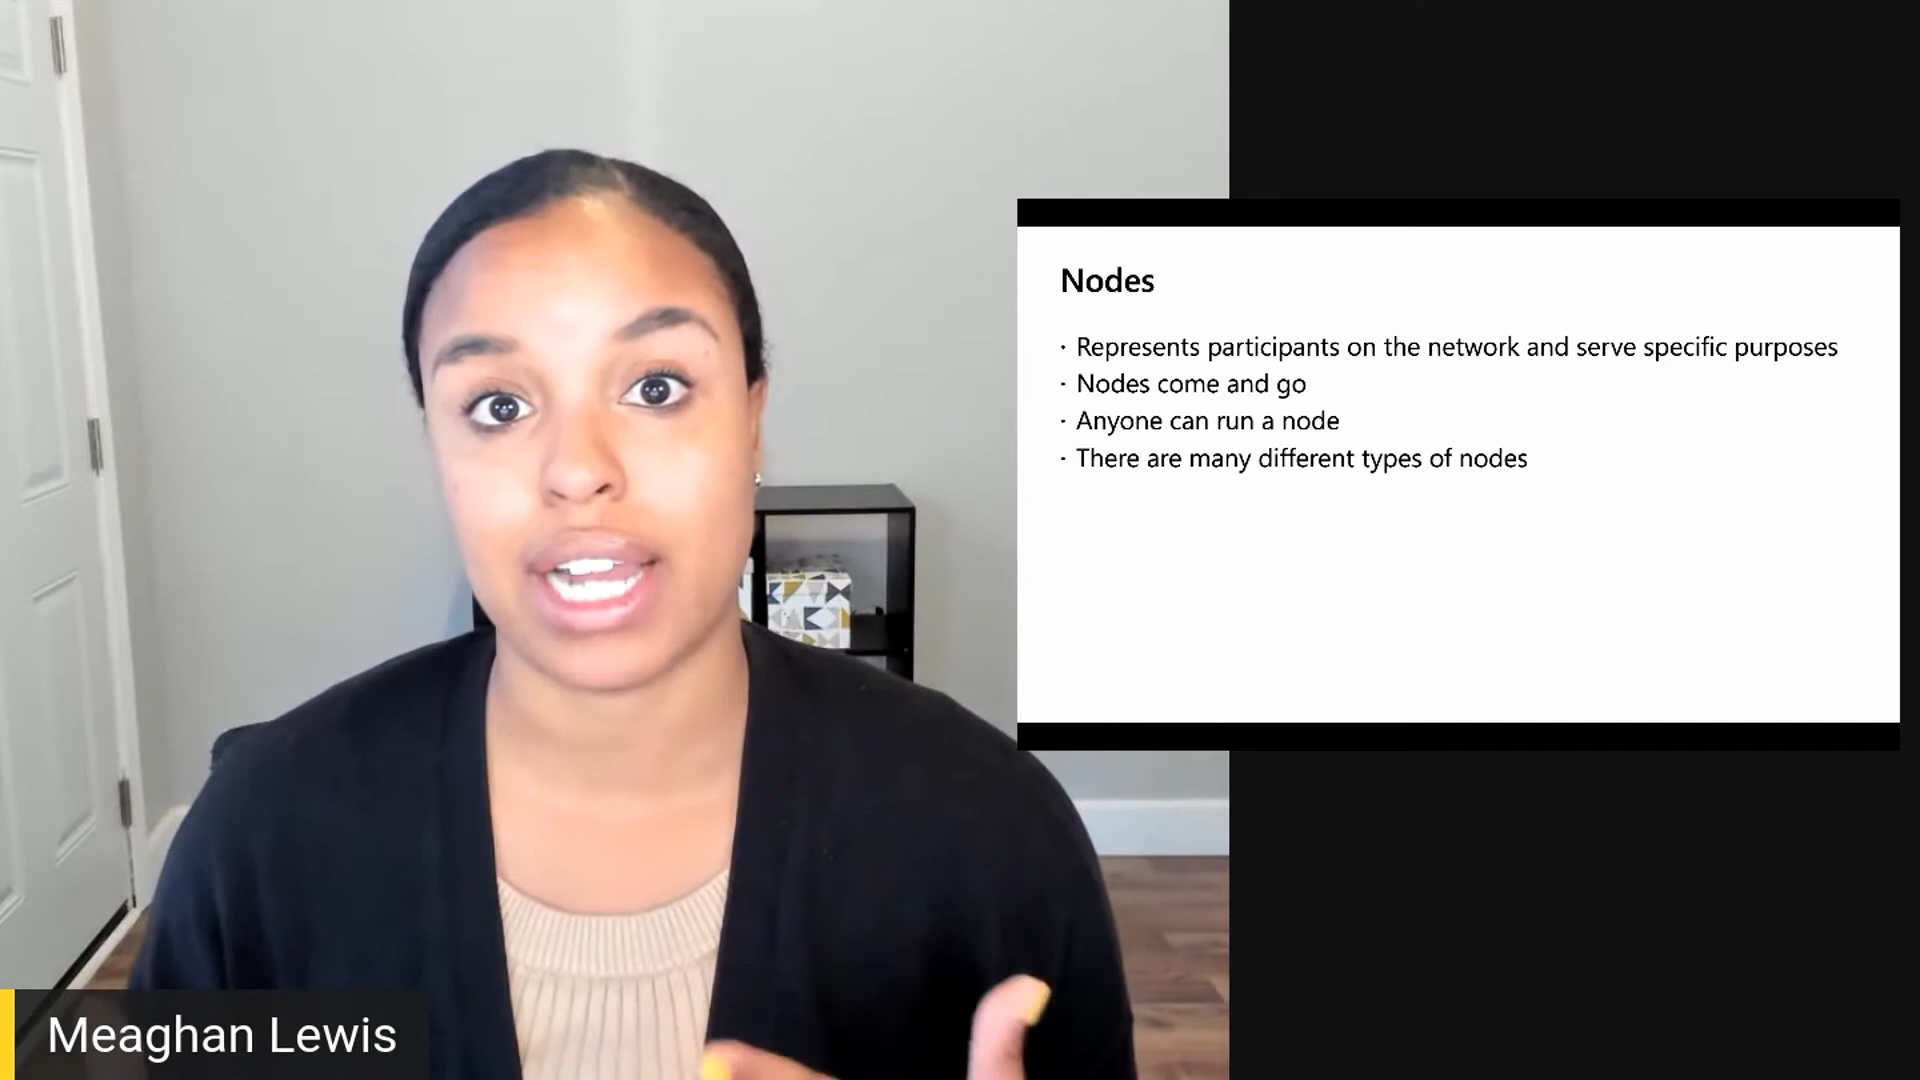 Nodes
· Represents participants on the network and serve specific purposes
· Nodes come and go
· Anyone can run a node
· There are many different types of nodes
Meaghan Lewis